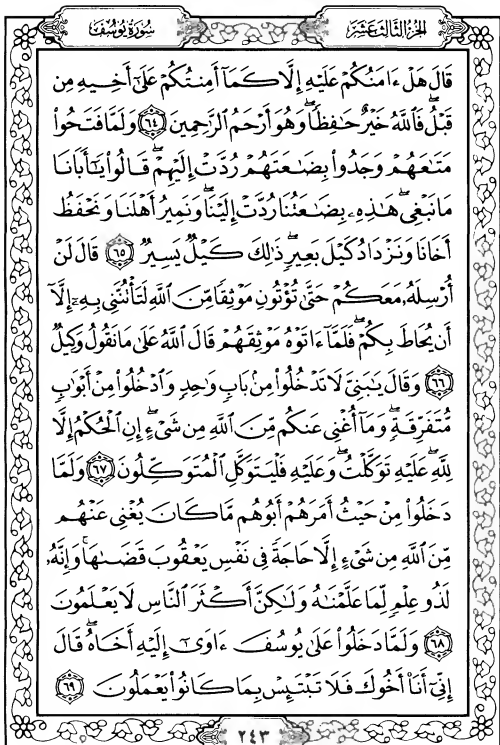 الجزء الثالث عشر
سورة يوسف
قَالَ هَلْ ءَامَنُكُمْ عَلَيْهِ إِلَّا كَمَآ أَمِنتُكُمْ عَلَىٰٓ أَخِيهِ مِن
قَبْلُ ۖ فَٱللَّهُ خَيْرٌ حَٰفِظًا ۖ وَهُوَ أَرْحَمُ ٱلرَّٰحِمِينَ ٦٤ وَلَمَّا فَتَحُوا۟
مَتَٰعَهُمْ وَجَدُوا۟ بِضَٰعَتَهُمْ رُدَّتْ إِلَيْهِمْ ۖ قَالُوا۟ يَٰٓأَبَانَا
مَا نَبْغِى ۖ هَٰذِهِۦ بِضَٰعَتُنَا رُدَّتْ إِلَيْنَا ۖ وَنَمِيرُ أَهْلَنَا وَنَحْفَظُ
أَخَانَا وَنَزْدَادُ كَيْلَ بَعِيرٍ ۖ ذَٰلِكَ كَيْلٌ يَسِيرٌ ٦٥ قَالَ لَنْ
أُرْسِلَهُۥ مَعَكُمْ حَتَّىٰ تُؤْتُونِ مَوْثِقًا مِّنَ ٱللَّهِ لَتَأْتُنَّنِى بِهِۦٓ إِلَّآ
أَن يُحَاطَ بِكُمْ ۖ فَلَمَّآ ءَاتَوْهُ مَوْثِقَهُمْ قَالَ ٱللَّهُ عَلَىٰ مَا نَقُولُ وَكِيلٌ
٦٦ وَقَالَ يَٰبَنِىَّ لَا تَدْخُلُوا۟ مِنۢ بَابٍ وَٰحِدٍ وَٱدْخُلُوا۟ مِنْ أَبْوَٰبٍ
مُّتَفَرِّقَةٍ ۖ وَمَآ أُغْنِى عَنكُم مِّنَ ٱللَّهِ مِن شَىْءٍ ۖ إِنِ ٱلْحُكْمُ إِلَّا
لِلَّهِ ۖ عَلَيْهِ تَوَكَّلْتُ ۖ وَعَلَيْهِ فَلْيَتَوَكَّلِ ٱلْمُتَوَكِّلُونَ ٦٧ وَلَمَّا
دَخَلُوا۟ مِنْ حَيْثُ أَمَرَهُمْ أَبُوهُم مَّا كَانَ يُغْنِى عَنْهُم
مِّنَ ٱللَّهِ مِن شَىْءٍ إِلَّا حَاجَةً فِى نَفْسِ يَعْقُوبَ قَضَىٰهَا ۚ وَإِنَّهُۥ
لَذُو عِلْمٍ لِّمَا عَلَّمْنَٰهُ وَلَٰكِنَّ أَكْثَرَ ٱلنَّاسِ لَا يَعْلَمُونَ
٦٨ وَلَمَّا دَخَلُوا۟ عَلَىٰ يُوسُفَ ءَاوَىٰٓ إِلَيْهِ أَخَاهُ ۖ قَالَ
إِنِّىٓ أَنَا۠ أَخُوكَ فَلَا تَبْتَئِسْ بِمَا كَانُوا۟ يَعْمَلُونَ ٦٩
٢٤٣